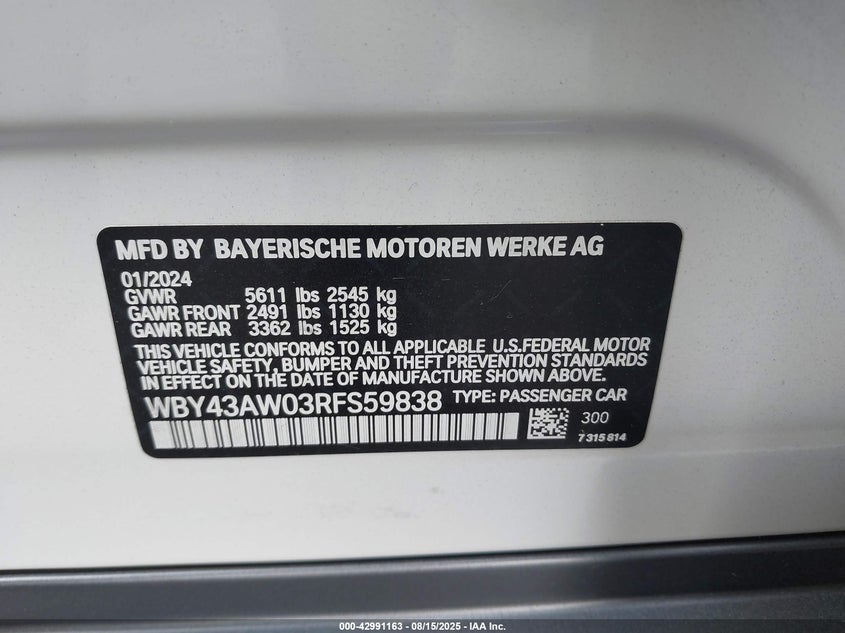 MFD BY BAYERISCHE MOTOREN WERKE AG
01/2024
GVWR 5611 lbs 2545 kg
GAWR FRONT 2491 lbs 1130 kg
GAWR REAR 3362 lbs 1525 kg
THIS VEHICLE CONFORMS TO ALL APPLICABLE U.S.FEDERAL MOTOR
VEHICLE SAFETY, BUMPER AND THEFT PREVENTION STANDARDS
IN EFFECT ON THE DATE OF MANUFACTURE SHOWN ABOVE.
WBY43AW03RFS59838 TYPE: PASSENGER CAR
300
7 315 814
000-42991163 - 08/15/2025 - IAA Inc.